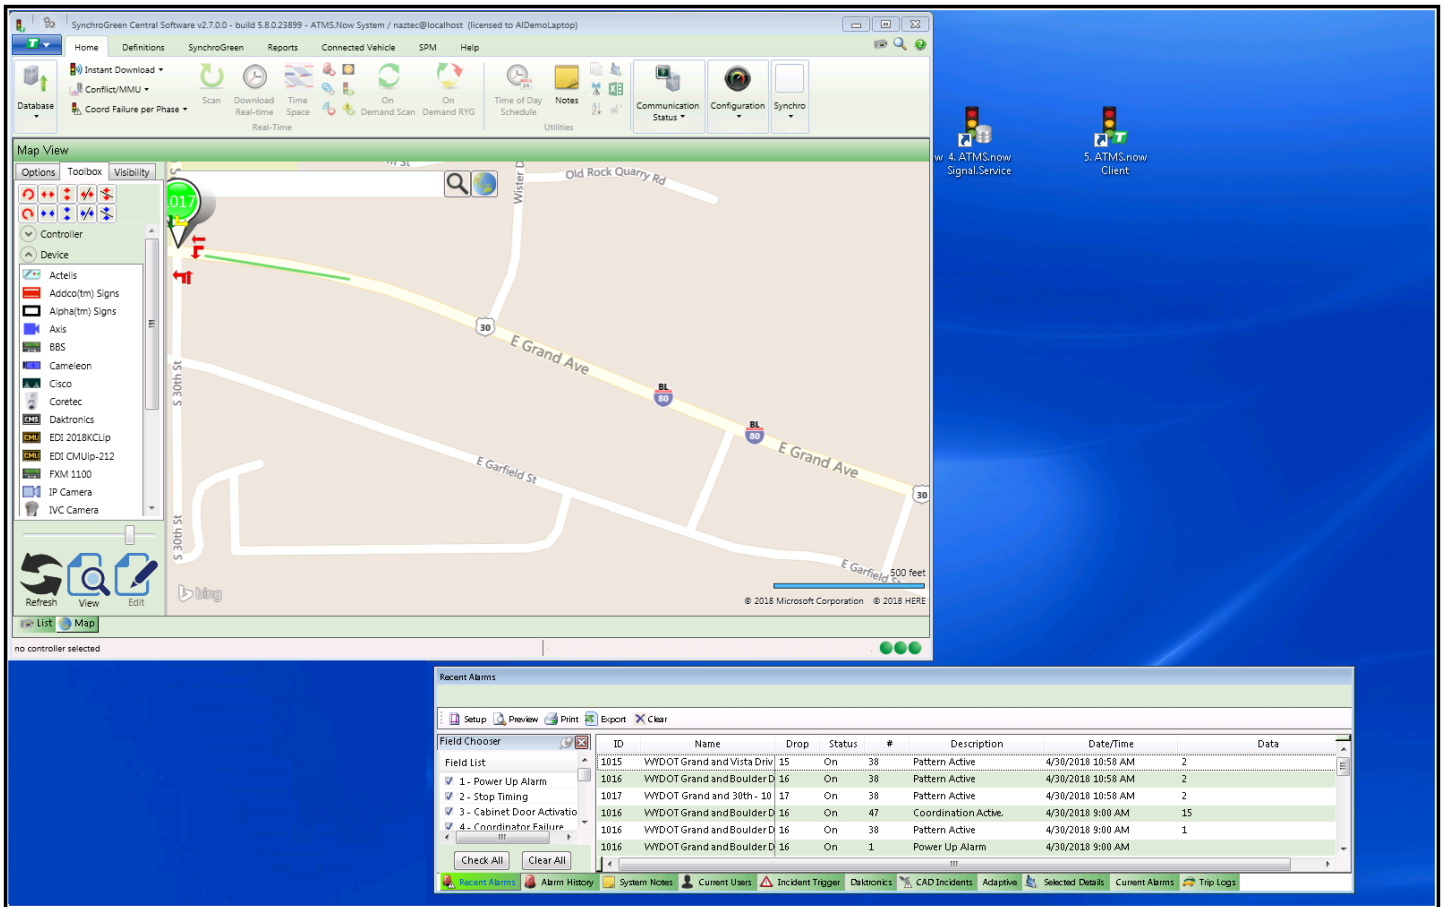 SynchroGreen Central Software v2.7.0.0 - build 5.8.0.23899 - ATMS.Now System / naztec@localhost (licensed to AIDemoLaptop)
Home Definitions SynchroGreen Reports Connected Vehicle SPM Help
Database
Instant Download
Conflict/MMU
Coord Failure per Phase
Scan
Download Real-time
Time Space
On Demand Scan
On Demand RYG
Real-Time
Time of Day Schedule
Notes
Utilities
Communication Status
Configuration
Synchro
4. ATMS.now
Signal.Service
5. ATMS.now
Client
Map View
Options Toolbox Visibility
Controller
Device
Actelis
Addco(tm) Signs
Alpha(tm) Signs
Axis
BBS
Cameleon
Cisco
Coretec
CMS Daktronics
CMU EDI 2018KCLip
CMU EDI CMUip-212
FXM 1100
IP Camera
IVC Camera
Refresh View Edit
List Map
no controller selected
1017
Wister D
Old Rock Quarry Rd
30
E Grand Ave
S 30th St
BL
80
BL
80
E Grand Ave
30
E Garfield St
S 30th St
E Garfield
500 feet
bing
© 2018 Microsoft Corporation © 2018 HERE
Recent Alarms
Setup Preview Print Export Clear
Field Chooser
Field List
1 - Power Up Alarm
2 - Stop Timing
3 - Cabinet Door Activatio
4 - Coordinator Failure
Check All Clear All
ID Name Drop Status # Description Date/Time Data
1015 WYDOT Grand and Vista Driv 15 On 38 Pattern Active 4/30/2018 10:58 AM 2
1016 WYDOT Grand and Boulder D 16 On 38 Pattern Active 4/30/2018 10:58 AM 2
1017 WYDOT Grand and 30th - 10 17 On 38 Pattern Active 4/30/2018 10:58 AM 2
1016 WYDOT Grand and Boulder D 16 On 47 Coordination Active. 4/30/2018 9:00 AM 15
1016 WYDOT Grand and Boulder D 16 On 38 Pattern Active 4/30/2018 9:00 AM 1
1016 WYDOT Grand and Boulder D 16 On 1 Power Up Alarm 4/30/2018 9:00 AM
Recent Alarms Alarm History System Notes Current Users Incident Trigger Daktronics CAD Incidents Adaptive Selected Details Current Alarms Trip Logs